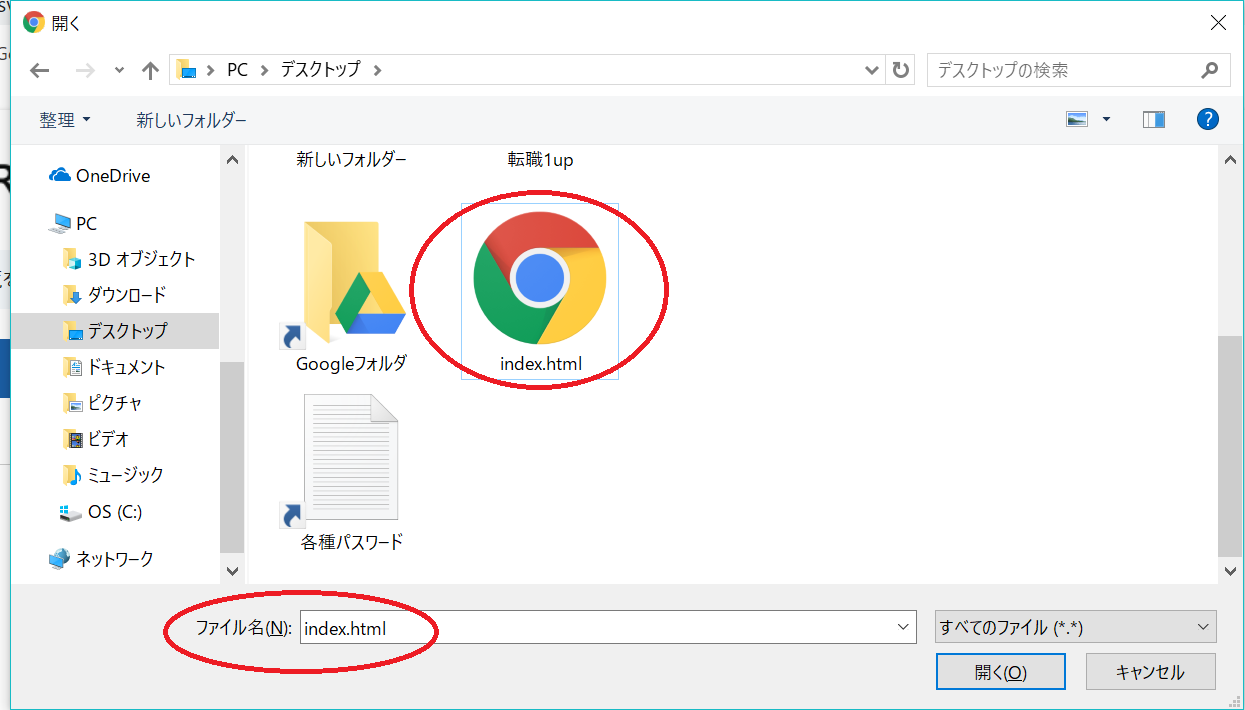 開く
PC
デスクトップ
デスクトップの検索
整理
新しいフォルダー
?
OneDrive
PC
3D オブジェクト
ダウンロード
デスクトップ
ドキュメント
ピクチャ
ビデオ
ミュージック
OS (C:)
ネットワーク
新しいフォルダー
転職1up
Googleフォルダ
index.html
各種パスワード
ファイル名(N):
index.html
すべてのファイル (*.*)
開く(O)
キャンセル